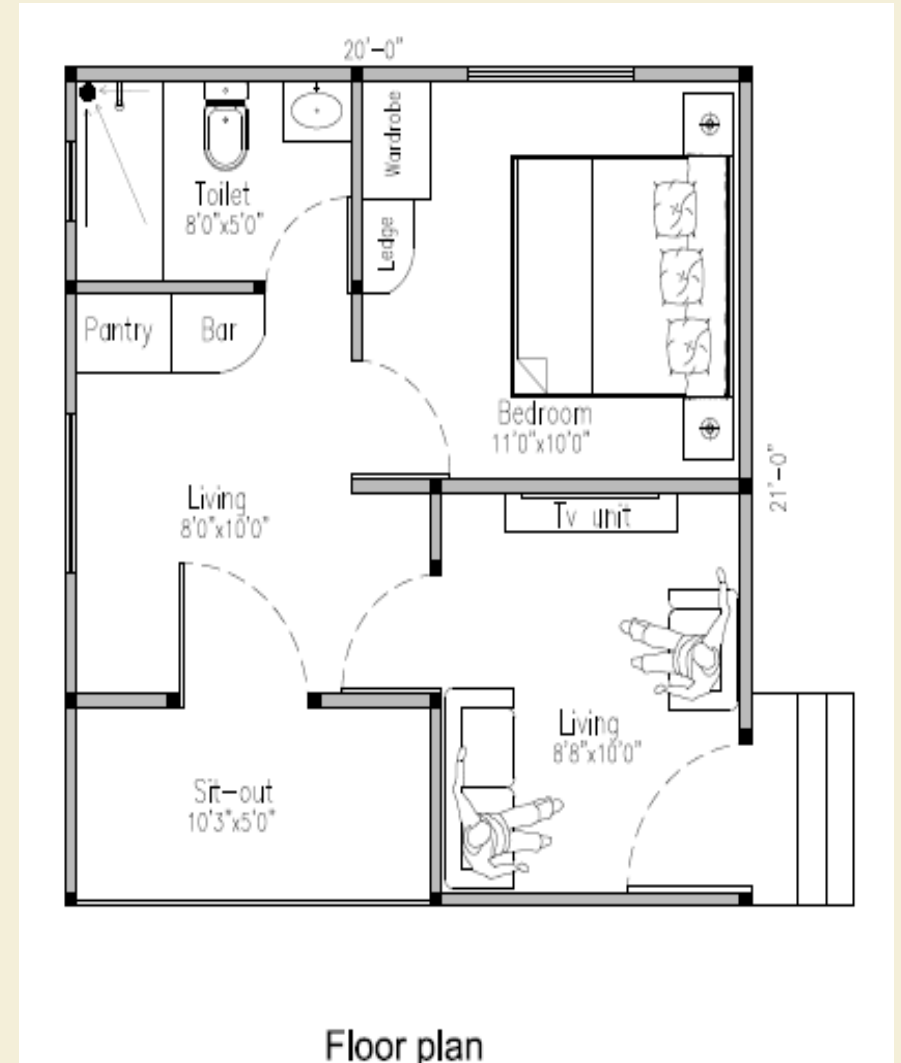 20'-0"
Wardrobe
Toilet
8'0"x5'0"
Ledge
Pantry
Bar
Bedroom
11'0"x10'0"
21'-0"
Living
8'0"x10'0"
Tv unit
Living
8'8"x10'0"
Sit-out
10'3"x5'0"
Floor plan